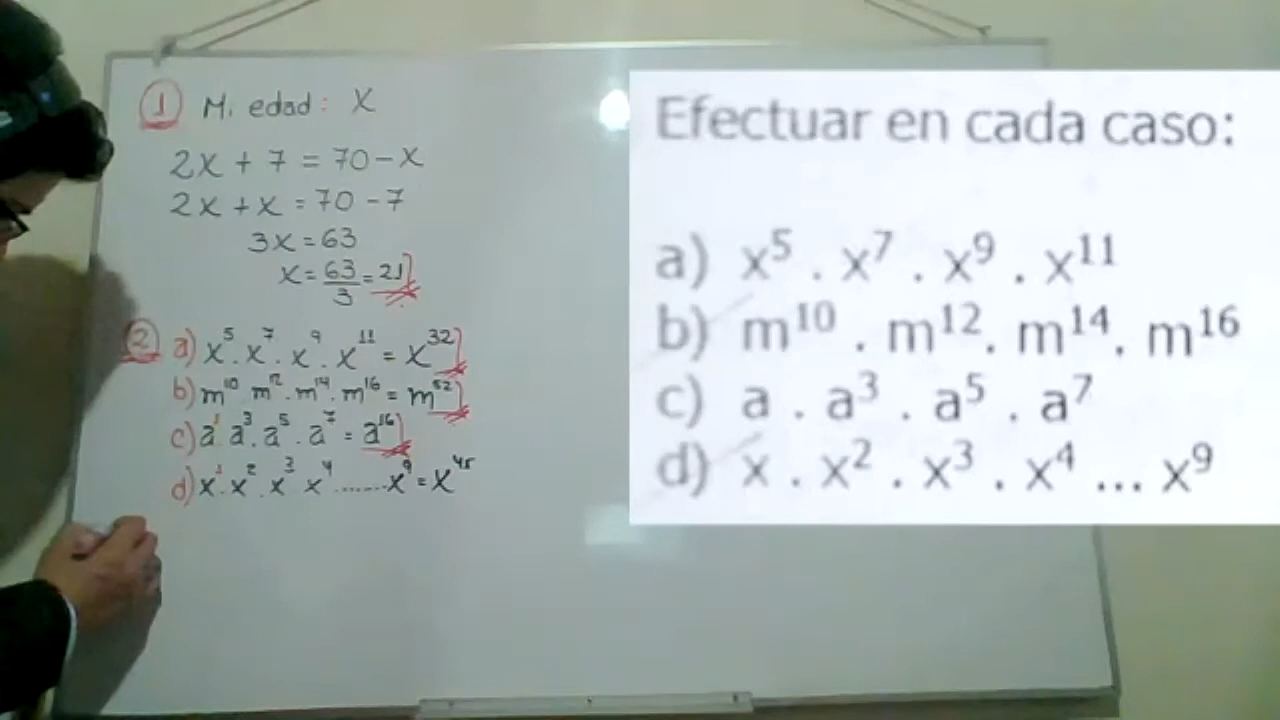 1 Mi edad: X
2x + 7 = 70 - x
2x + x = 70 - 7
3x = 63
x = 63/3 = 21
2 a) x⁵ . x⁷ . x⁹ . x¹¹ = x³²
b) m¹⁰ m¹² . m¹⁴ . m¹⁶ = m⁵²
c) a¹ a³ . a⁵ . a⁷ = a¹⁶
d) x¹ . x² . x³ x⁴ ....... x⁹ = x⁴⁵
Efectuar en cada caso:
a) x⁵ . x⁷ . x⁹ . x¹¹
b) m¹⁰ . m¹² . m¹⁴ . m¹⁶
c) a . a³ . a⁵ . a⁷
d) x . x² . x³ . x⁴ ... x⁹